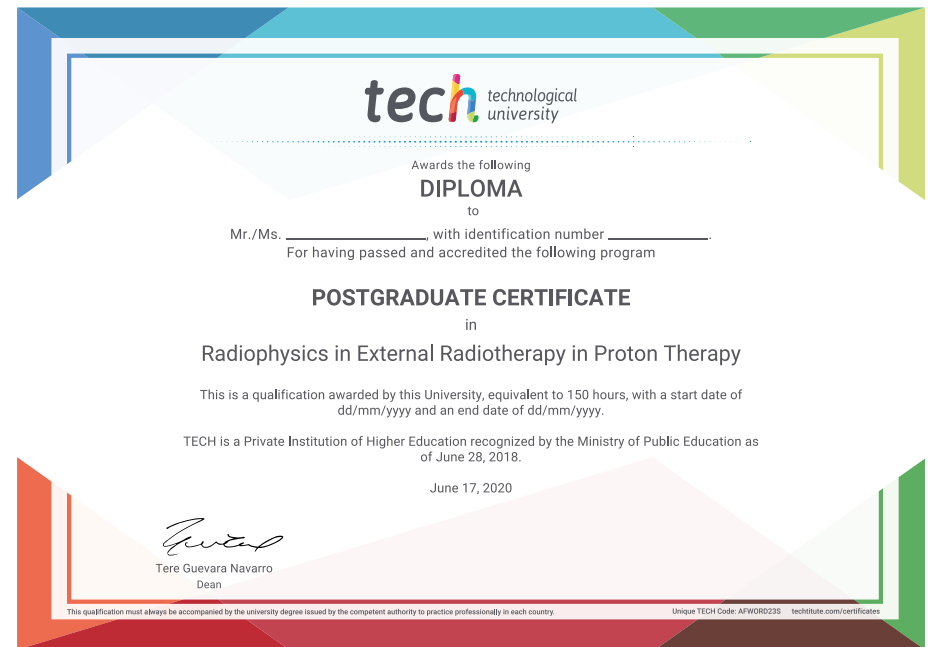 tech technological
university
Awards the following
DIPLOMA
to
Mr./Ms. ____________________, with identification number ______________.
For having passed and accredited the following program
POSTGRADUATE CERTIFICATE
in
Radiophysics in External Radiotherapy in Proton Therapy
This is a qualification awarded by this University, equivalent to 150 hours, with a start date of
dd/mm/yyyy and an end date of dd/mm/yyyy.
TECH is a Private Institution of Higher Education recognized by the Ministry of Public Education as
of June 28, 2018.
June 17, 2020
Tere Guevara Navarro
Dean
This qualification must always be accompanied by the university degree issued by the competent authority to practice professionally in each country.
Unique TECH Code: AFWORD23S techtitute.com/certificates